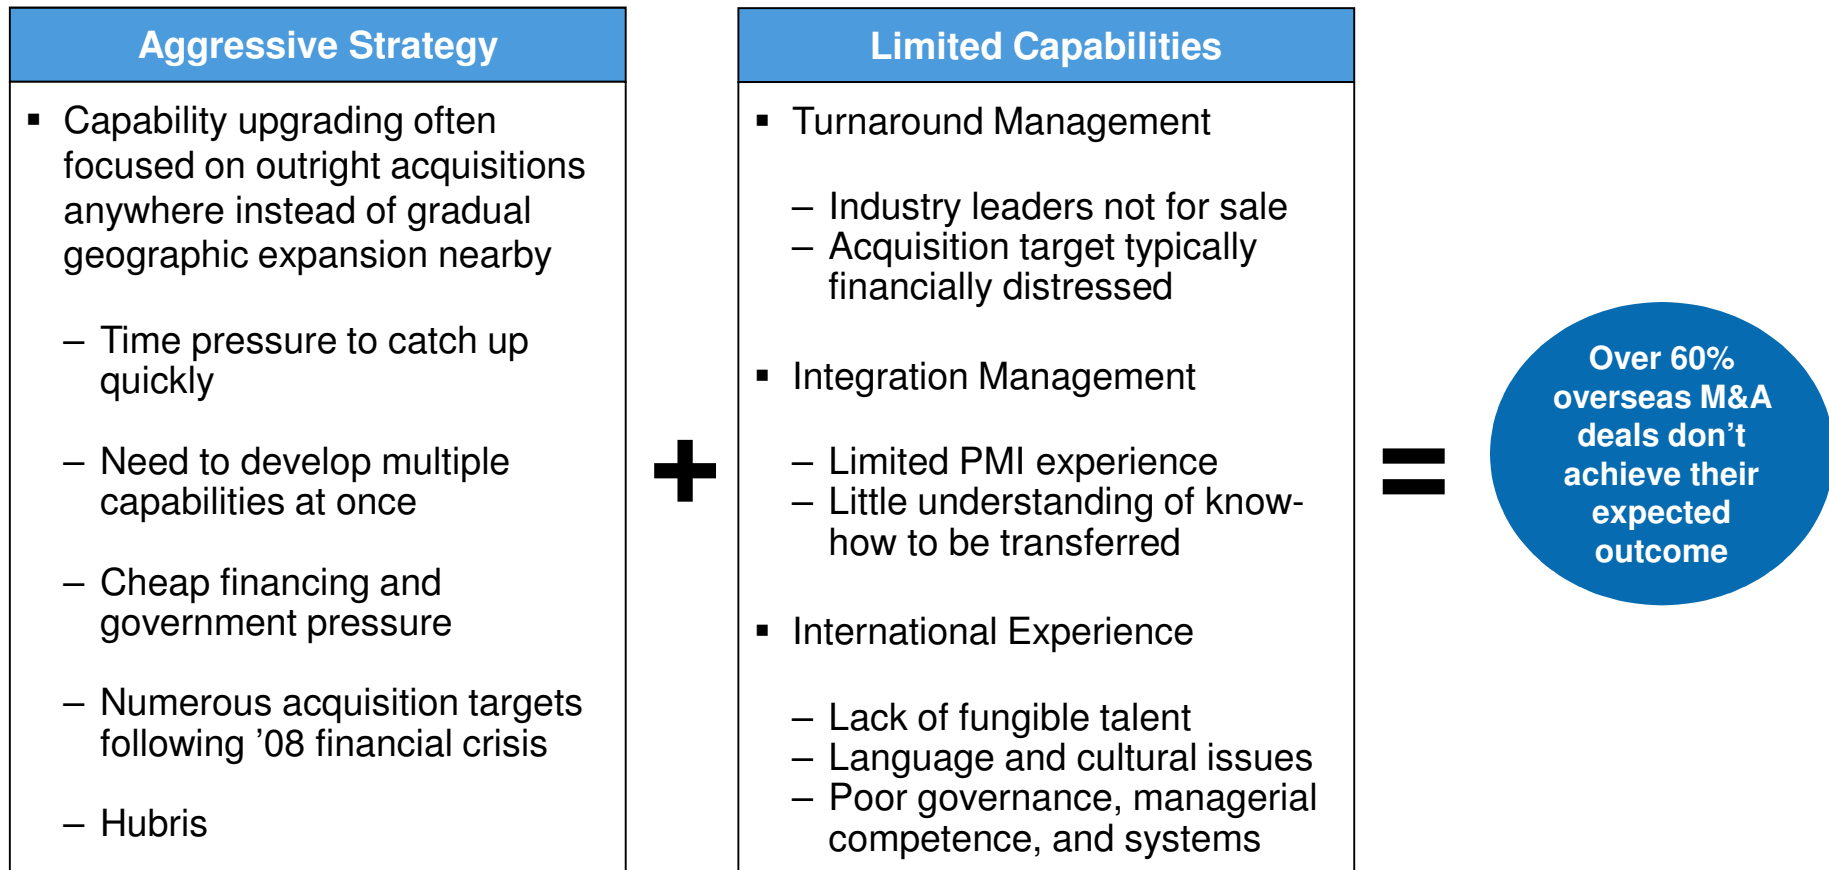 Aggressive Strategy
▪ Capability upgrading often
focused on outright acquisitions
anywhere instead of gradual
geographic expansion nearby
– Time pressure to catch up
quickly
– Need to develop multiple
capabilities at once
– Cheap financing and
government pressure
– Numerous acquisition targets
following ’08 financial crisis
– Hubris
+
Limited Capabilities
▪ Turnaround Management
– Industry leaders not for sale
– Acquisition target typically
financially distressed
▪ Integration Management
– Limited PMI experience
– Little understanding of know-
how to be transferred
▪ International Experience
– Lack of fungible talent
– Language and cultural issues
– Poor governance, managerial
competence, and systems
=
Over 60%
overseas M&A
deals don’t
achieve their
expected
outcome